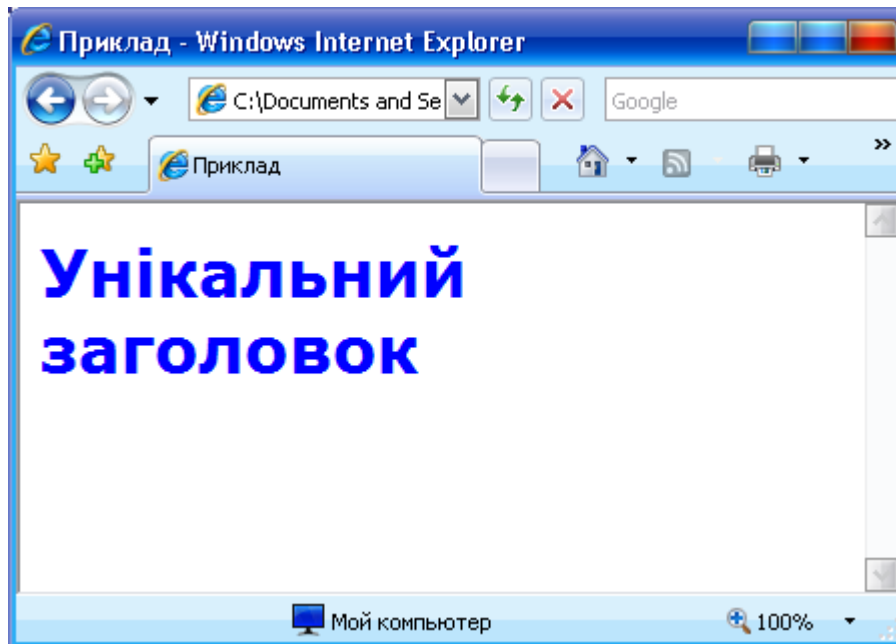 Приклад - Windows Internet Explorer
C:\Documents and Se
Google
Приклад
»
Унікальний
заголовок
Мой компьютер
100%